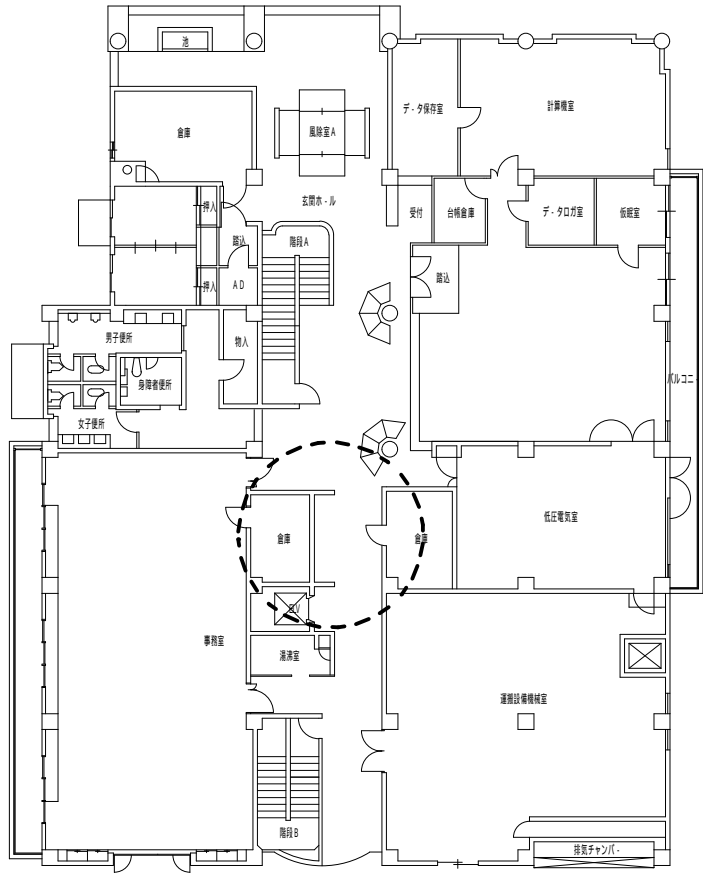 池
データ保存室
計算機室
倉庫
風除室A
押入
玄関ホール
受付
台帳倉庫
データロガ室
仮眠室
踏込
階段A
押入
AD
踏込
男子便所
物入
身障者便所
バルコニー
女子便所
倉庫
倉庫
低圧電気室
EV
事務室
湯沸室
運搬設備機械室
階段B
排気チャンバー